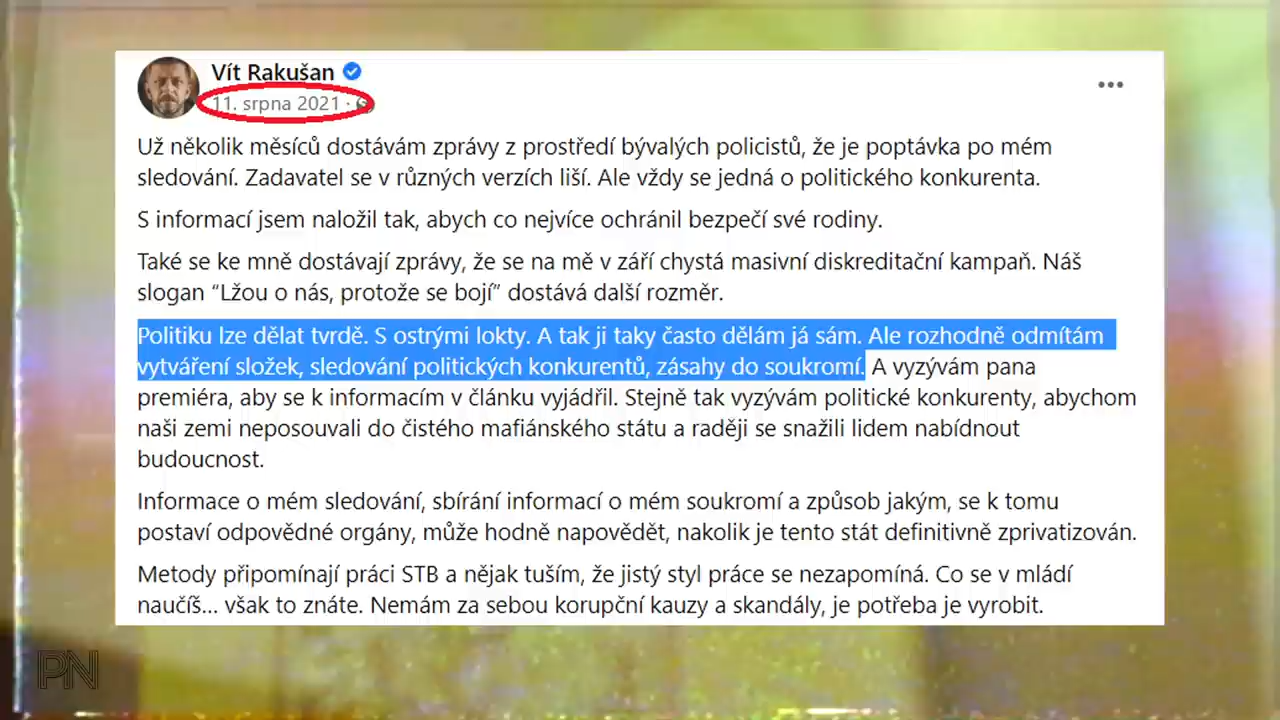 Vít Rakušan
11. srpna 2021 ·
Už několik měsíců dostávám zprávy z prostředí bývalých policistů, že je poptávka po mém
sledování. Zadavatel se v různých verzích liší. Ale vždy se jedná o politického konkurenta.
S informací jsem naložil tak, abych co nejvíce ochránil bezpečí své rodiny.
Také se ke mně dostávají zprávy, že se na mě v září chystá masivní diskreditační kampaň. Náš
slogan “Lžou o nás, protože se bojí” dostává další rozměr.
Politiku lze dělat tvrdě. S ostrými lokty. A tak ji taky často dělám já sám. Ale rozhodně odmítám
vytváření složek, sledování politických konkurentů, zásahy do soukromí. A vyzývám pana
premiéra, aby se k informacím v článku vyjádřil. Stejně tak vyzývám politické konkurenty, abychom
naši zemi neposouvali do čistého mafiánského státu a raději se snažili lidem nabídnout
budoucnost.
Informace o mém sledování, sbírání informací o mém soukromí a způsob jakým, se k tomu
postaví odpovědné orgány, může hodně napovědět, nakolik je tento stát definitivně zprivatizován.
Metody připomínají práci STB a nějak tuším, že jistý styl práce se nezapomíná. Co se v mládí
naučíš... však to znáte. Nemám za sebou korupční kauzy a skandály, je potřeba je vyrobit.
PN